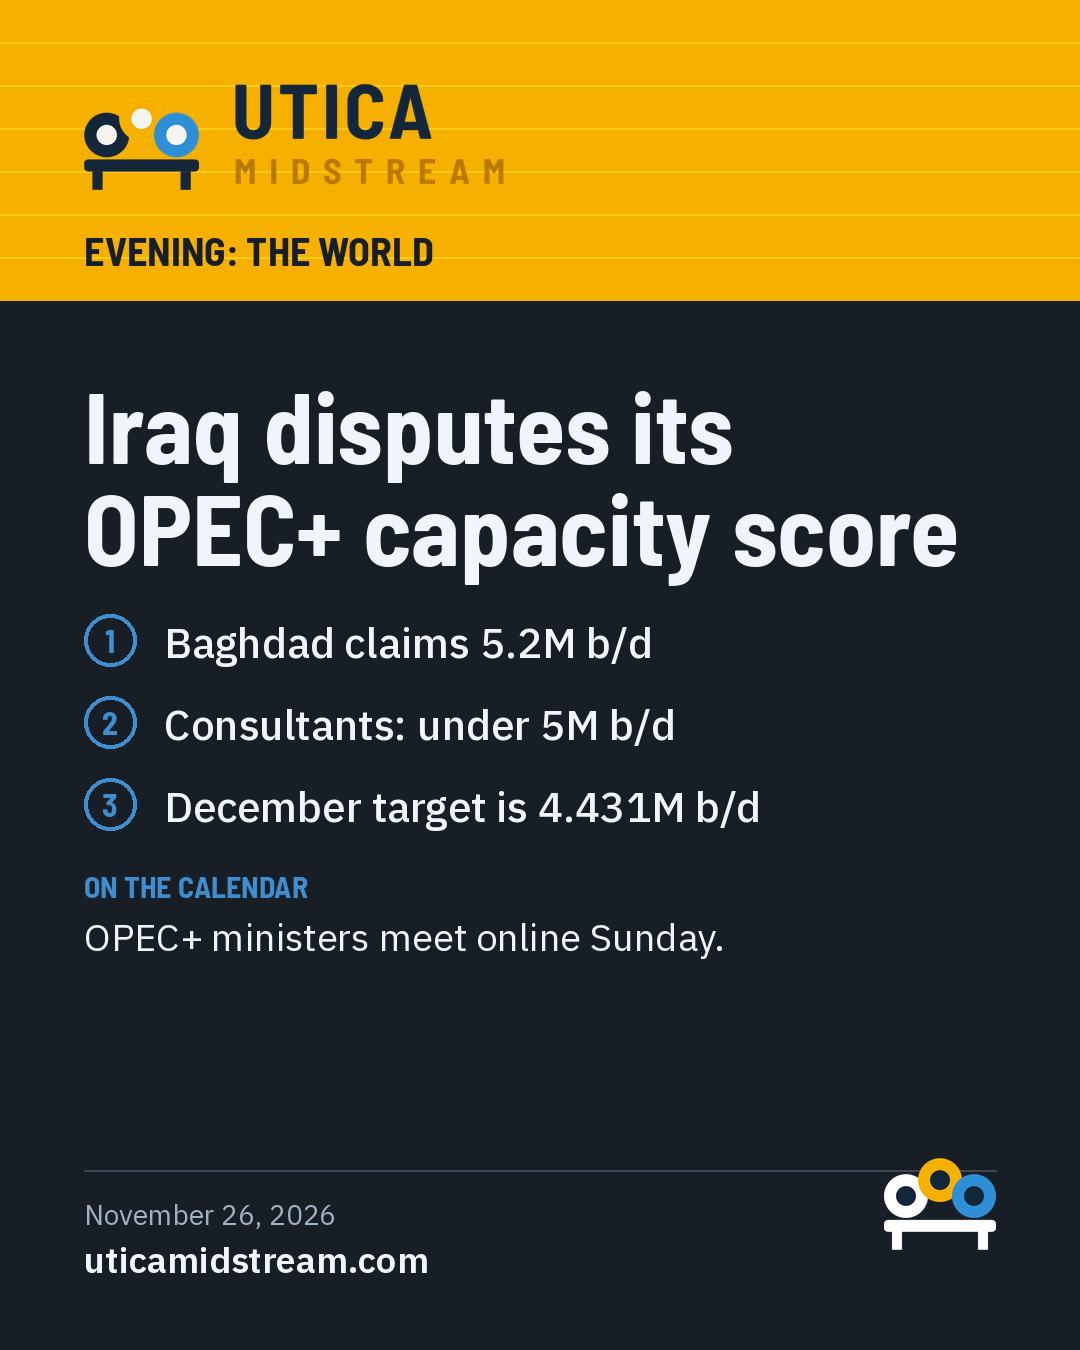 UTICA
MIDSTREAM
EVENING: THE WORLD
Iraq disputes its
OPEC+ capacity score
1 Baghdad claims 5.2M b/d
2 Consultants: under 5M b/d
3 December target is 4.431M b/d
ON THE CALENDAR
OPEC+ ministers meet online Sunday.
November 26, 2026
uticamidstream.com